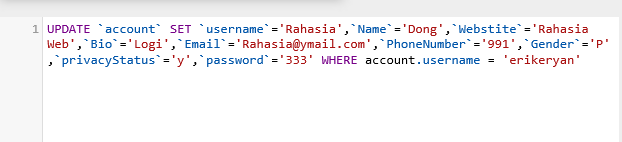 1 UPDATE `account` SET `username`='Rahasia',`Name`='Dong',`Webstite`='Rahasia
Web',`Bio`='Logi',`Email`='Rahasia@ymail.com',`PhoneNumber`='991',`Gender`='P'
,`privacyStatus`='y',`password`='333' WHERE account.username = 'erikeryan'